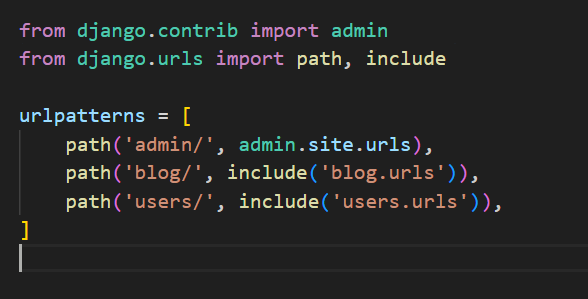 from django.contrib import admin
from django.urls import path, include

urlpatterns = [
    path('admin/', admin.site.urls),
    path('blog/', include('blog.urls')),
    path('users/', include('users.urls')),
]